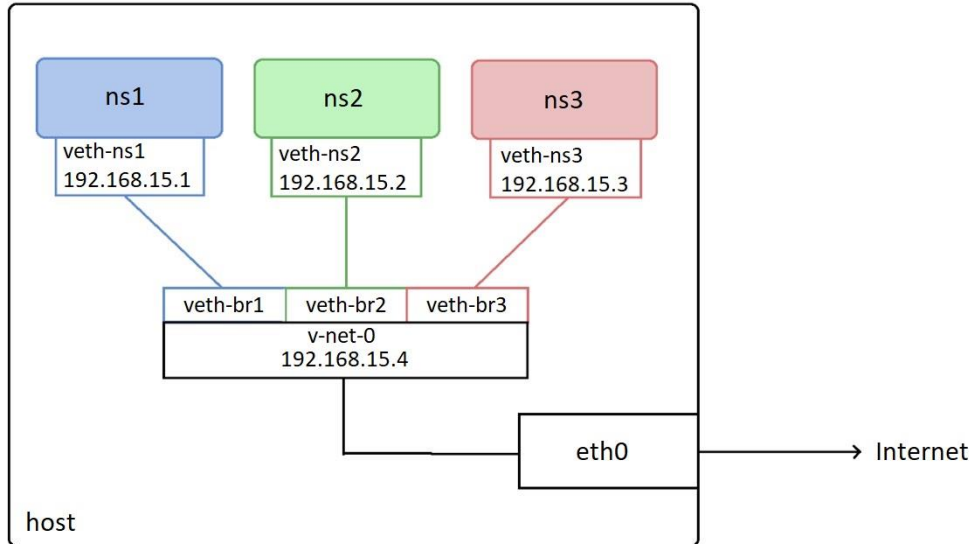 ns1
ns2
ns3
veth-ns1
192.168.15.1
veth-ns2
192.168.15.2
veth-ns3
192.168.15.3
veth-br1
veth-br2
veth-br3
v-net-0
192.168.15.4
eth0
Internet
host